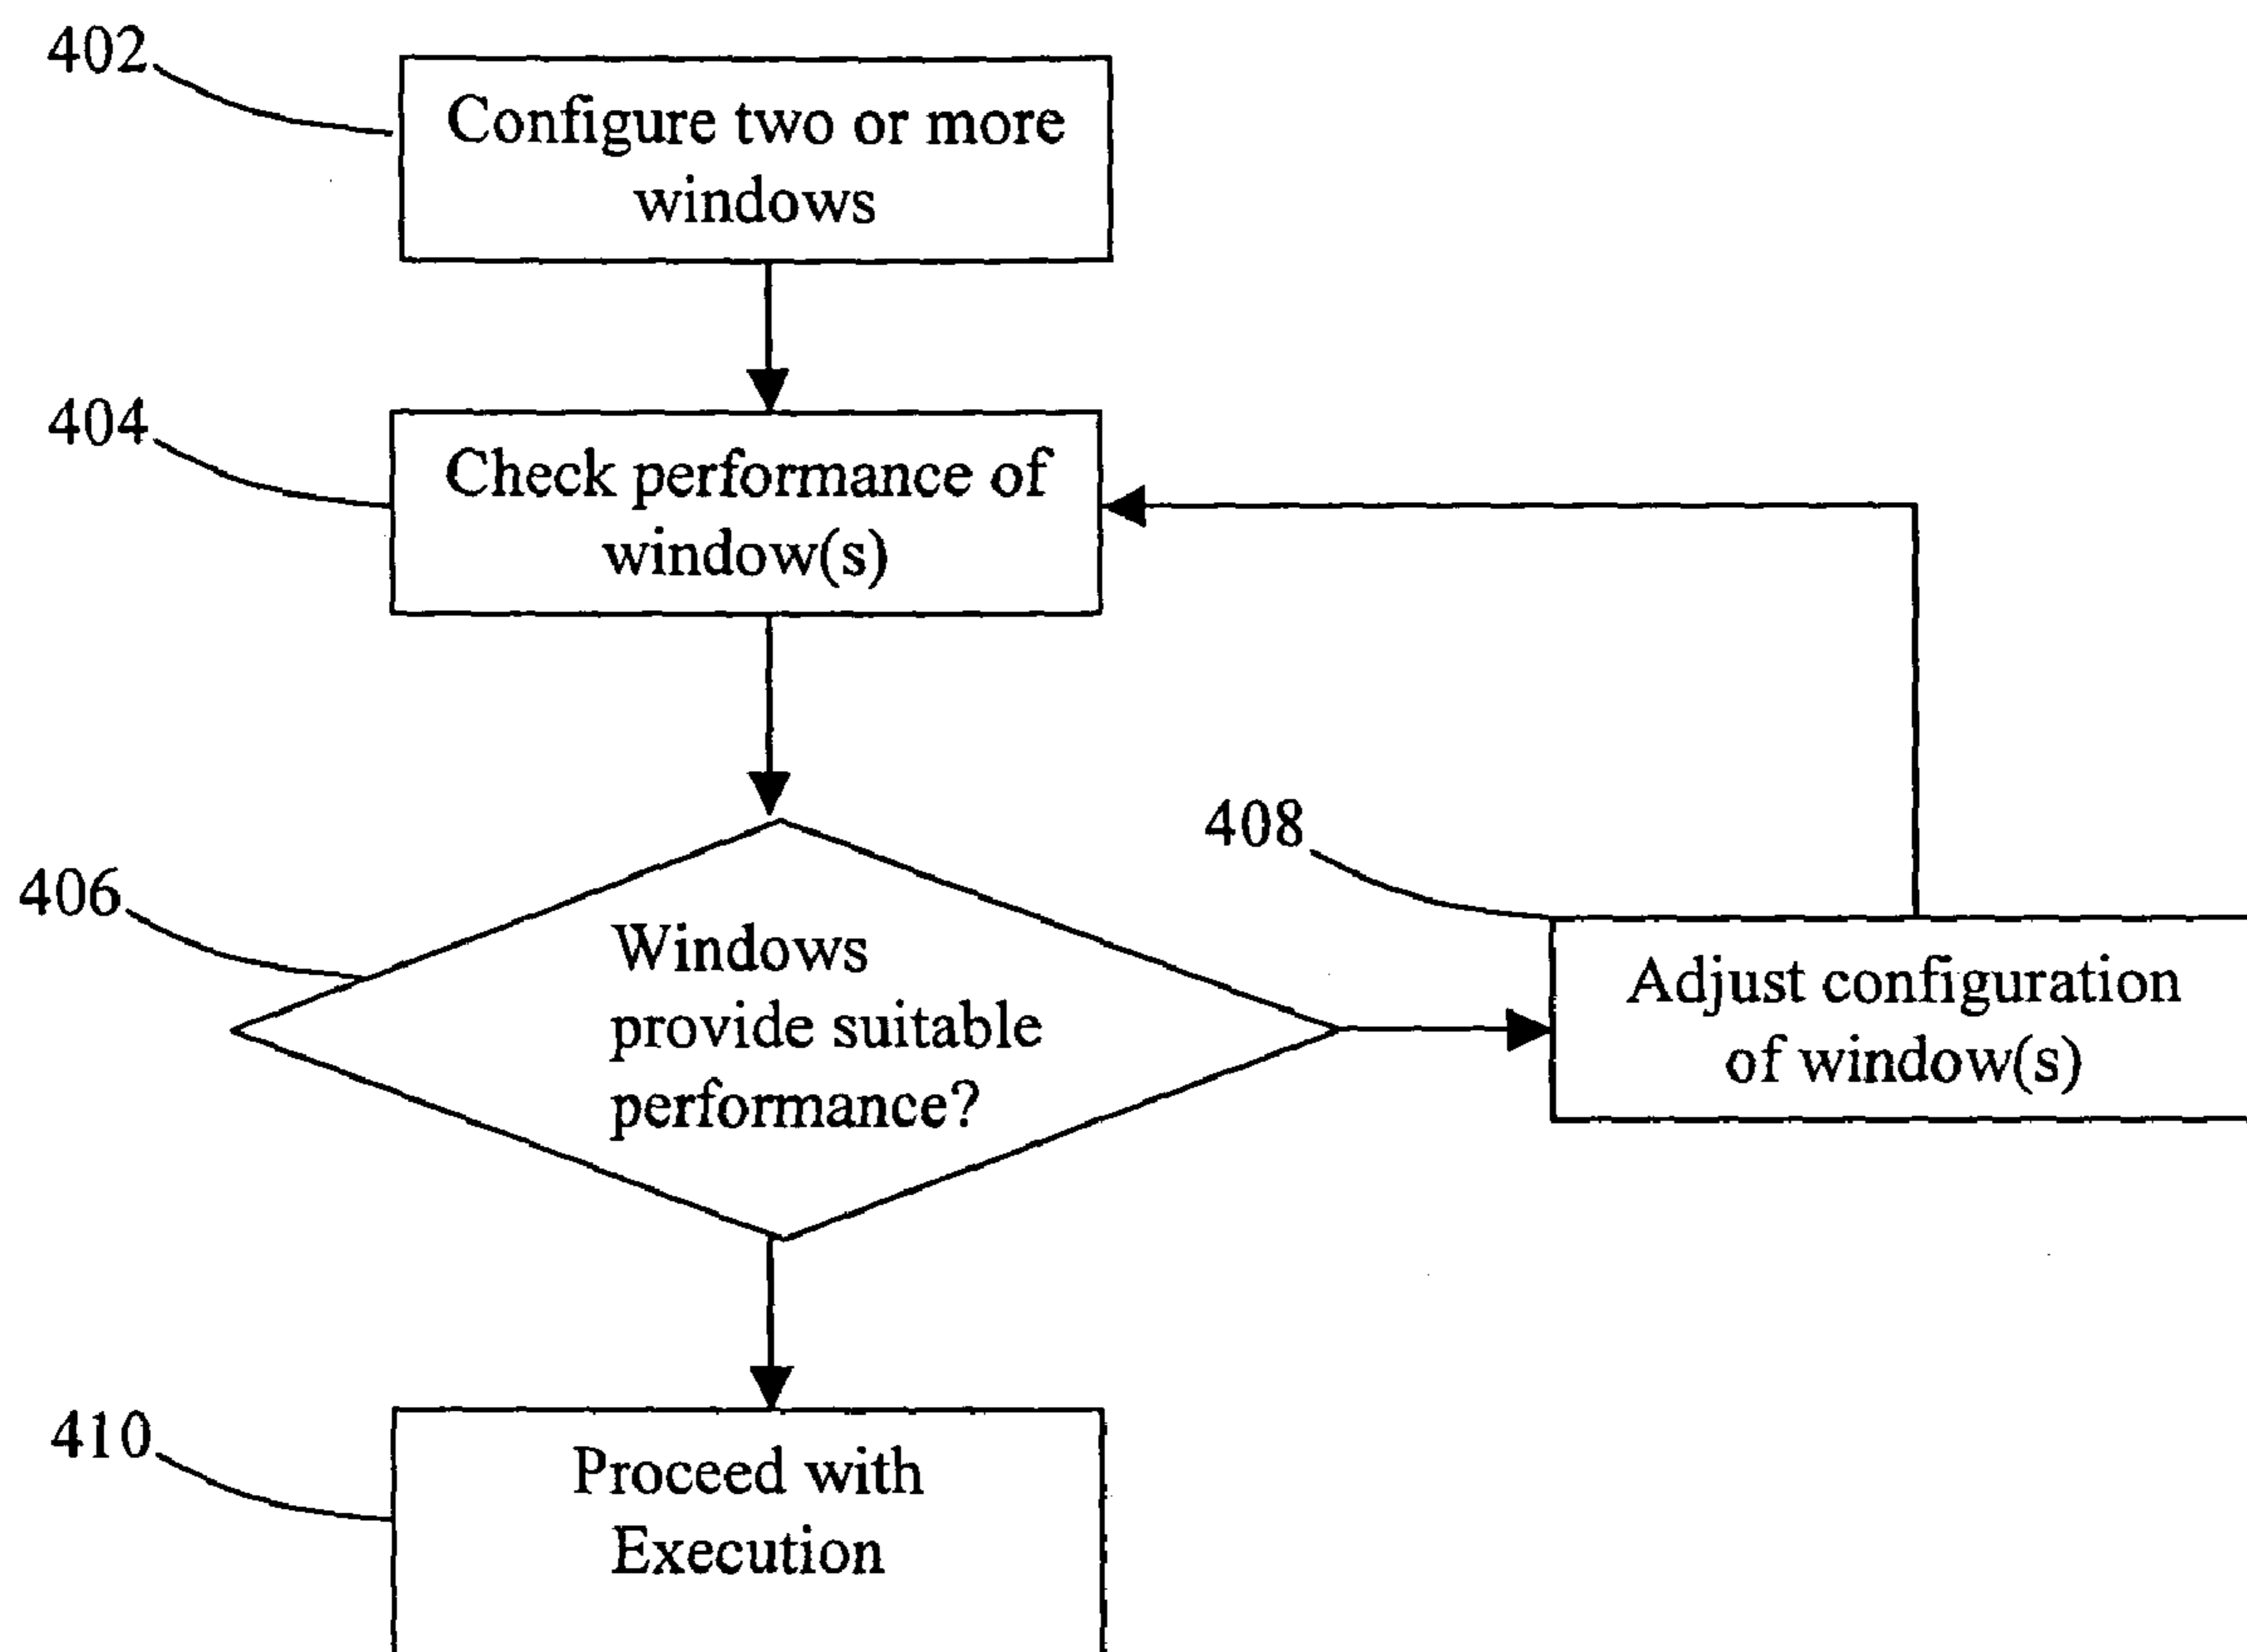 402
Configure two or more
windows
404
Check performance of
window(s)
406
Windows
provide suitable
performance?
408
Adjust configuration
of window(s)
410
Proceed with
Execution